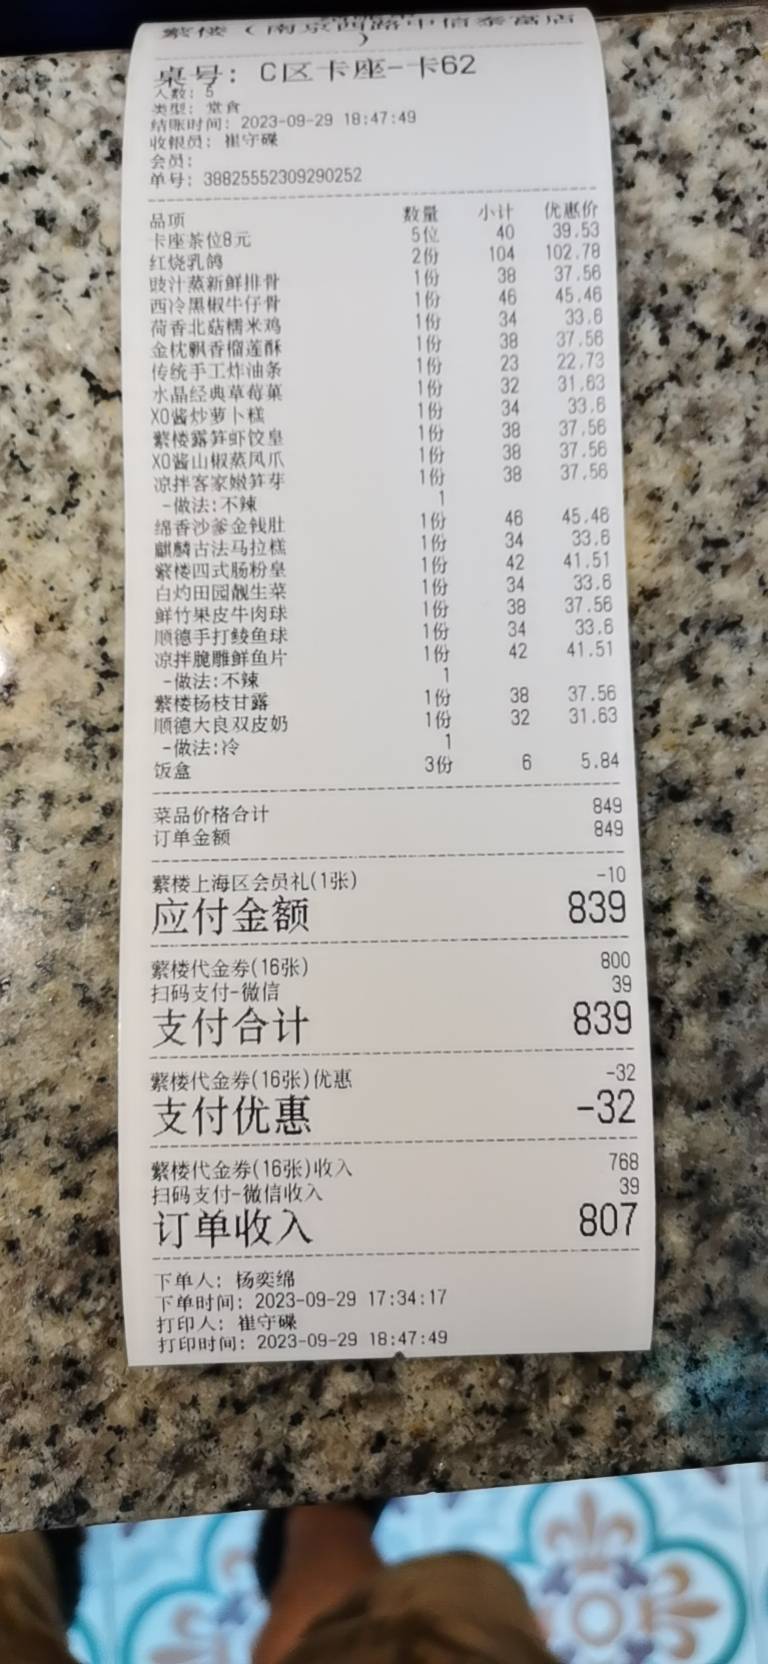 紫楼（南京西路中信泰富店
）
桌号: C区卡座-卡62
人数: 5
类型: 堂食
结账时间: 2023-09-29 18:47:49
收银员: 崔守碟
会员:
单号: 38825552309290252
品项 数量 小计 优惠价
卡座茶位8元 5位 40 39.53
红烧乳鸽 2份 104 102.78
豉汁蒸新鲜排骨 1份 38 37.56
西冷黑椒牛仔骨 1份 46 45.46
荷香北菇糯米鸡 1份 34 33.6
金枕飘香榴莲酥 1份 38 37.56
传统手工炸油条 1份 23 22.73
水晶经典草莓菓 1份 32 31.63
XO酱炒萝卜糕 1份 34 33.6
紫楼露笋虾饺皇 1份 38 37.56
XO酱山椒蒸凤爪 1份 38 37.56
凉拌客家嫩笋芽 1份 38 37.56
-做法:不辣 1
绵香沙爹金钱肚 1份 46 45.46
麒麟古法马拉糕 1份 34 33.6
紫楼四式肠粉皇 1份 42 41.51
白灼田园靓生菜 1份 34 33.6
鲜竹果皮牛肉球 1份 38 37.56
顺德手打鲮鱼球 1份 34 33.6
凉拌脆雕鲜鱼片 1份 42 41.51
-做法:不辣 1
紫楼杨枝甘露 1份 38 37.56
顺德大良双皮奶 1份 32 31.63
-做法:冷 1
饭盒 3份 6 5.84
菜品价格合计 849
订单金额 849
紫楼上海区会员礼(1张) -10
应付金额 839
紫楼代金券(16张) 800
扫码支付-微信 39
支付合计 839
紫楼代金券(16张)优惠 -32
支付优惠 -32
紫楼代金券(16张)收入 768
扫码支付-微信收入 39
订单收入 807
下单人: 杨奕绵
下单时间: 2023-09-29 17:34:17
打印人: 崔守碟
打印时间: 2023-09-29 18:47:49